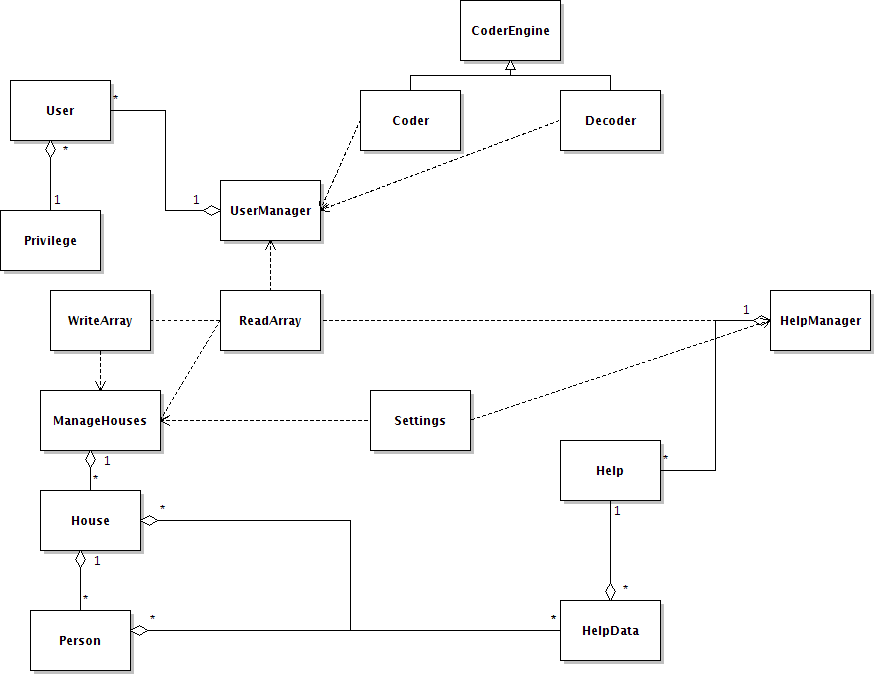 CoderEngine
User
*
*
Coder
Decoder
1
1
UserManager
Privilege
WriteArray
ReadArray
1
HelpManager
ManageHouses
Settings
1
*
*
Help
House
*
1
1
*
*
*
*
Person
HelpData